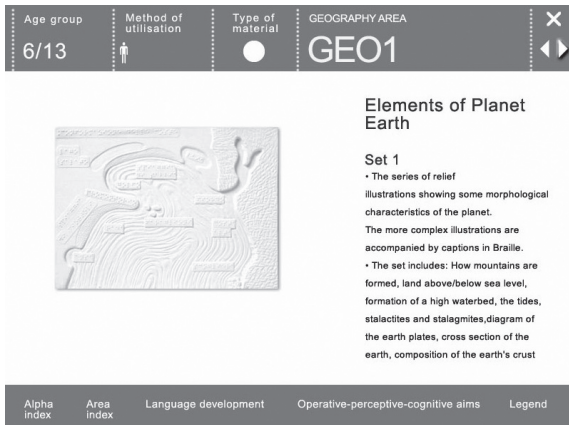 Age group
6/13
Method of
utilisation
Type of
material
GEOGRAPHY AREA
GEO1
Elements of Planet
Earth
Set 1
• The series of relief
illustrations showing some morphological
characteristics of the planet.
The more complex illustrations are
accompanied by captions in Braille.
• The set includes: How mountains are
formed, land above/below sea level,
formation of a high waterbed, the tides,
stalactites and stalagmites,diagram of
the earth plates, cross section of the
earth, composition of the earth's crust
Alpha
index
Area
index
Language development
Operative-perceptive-cognitive aims
Legend